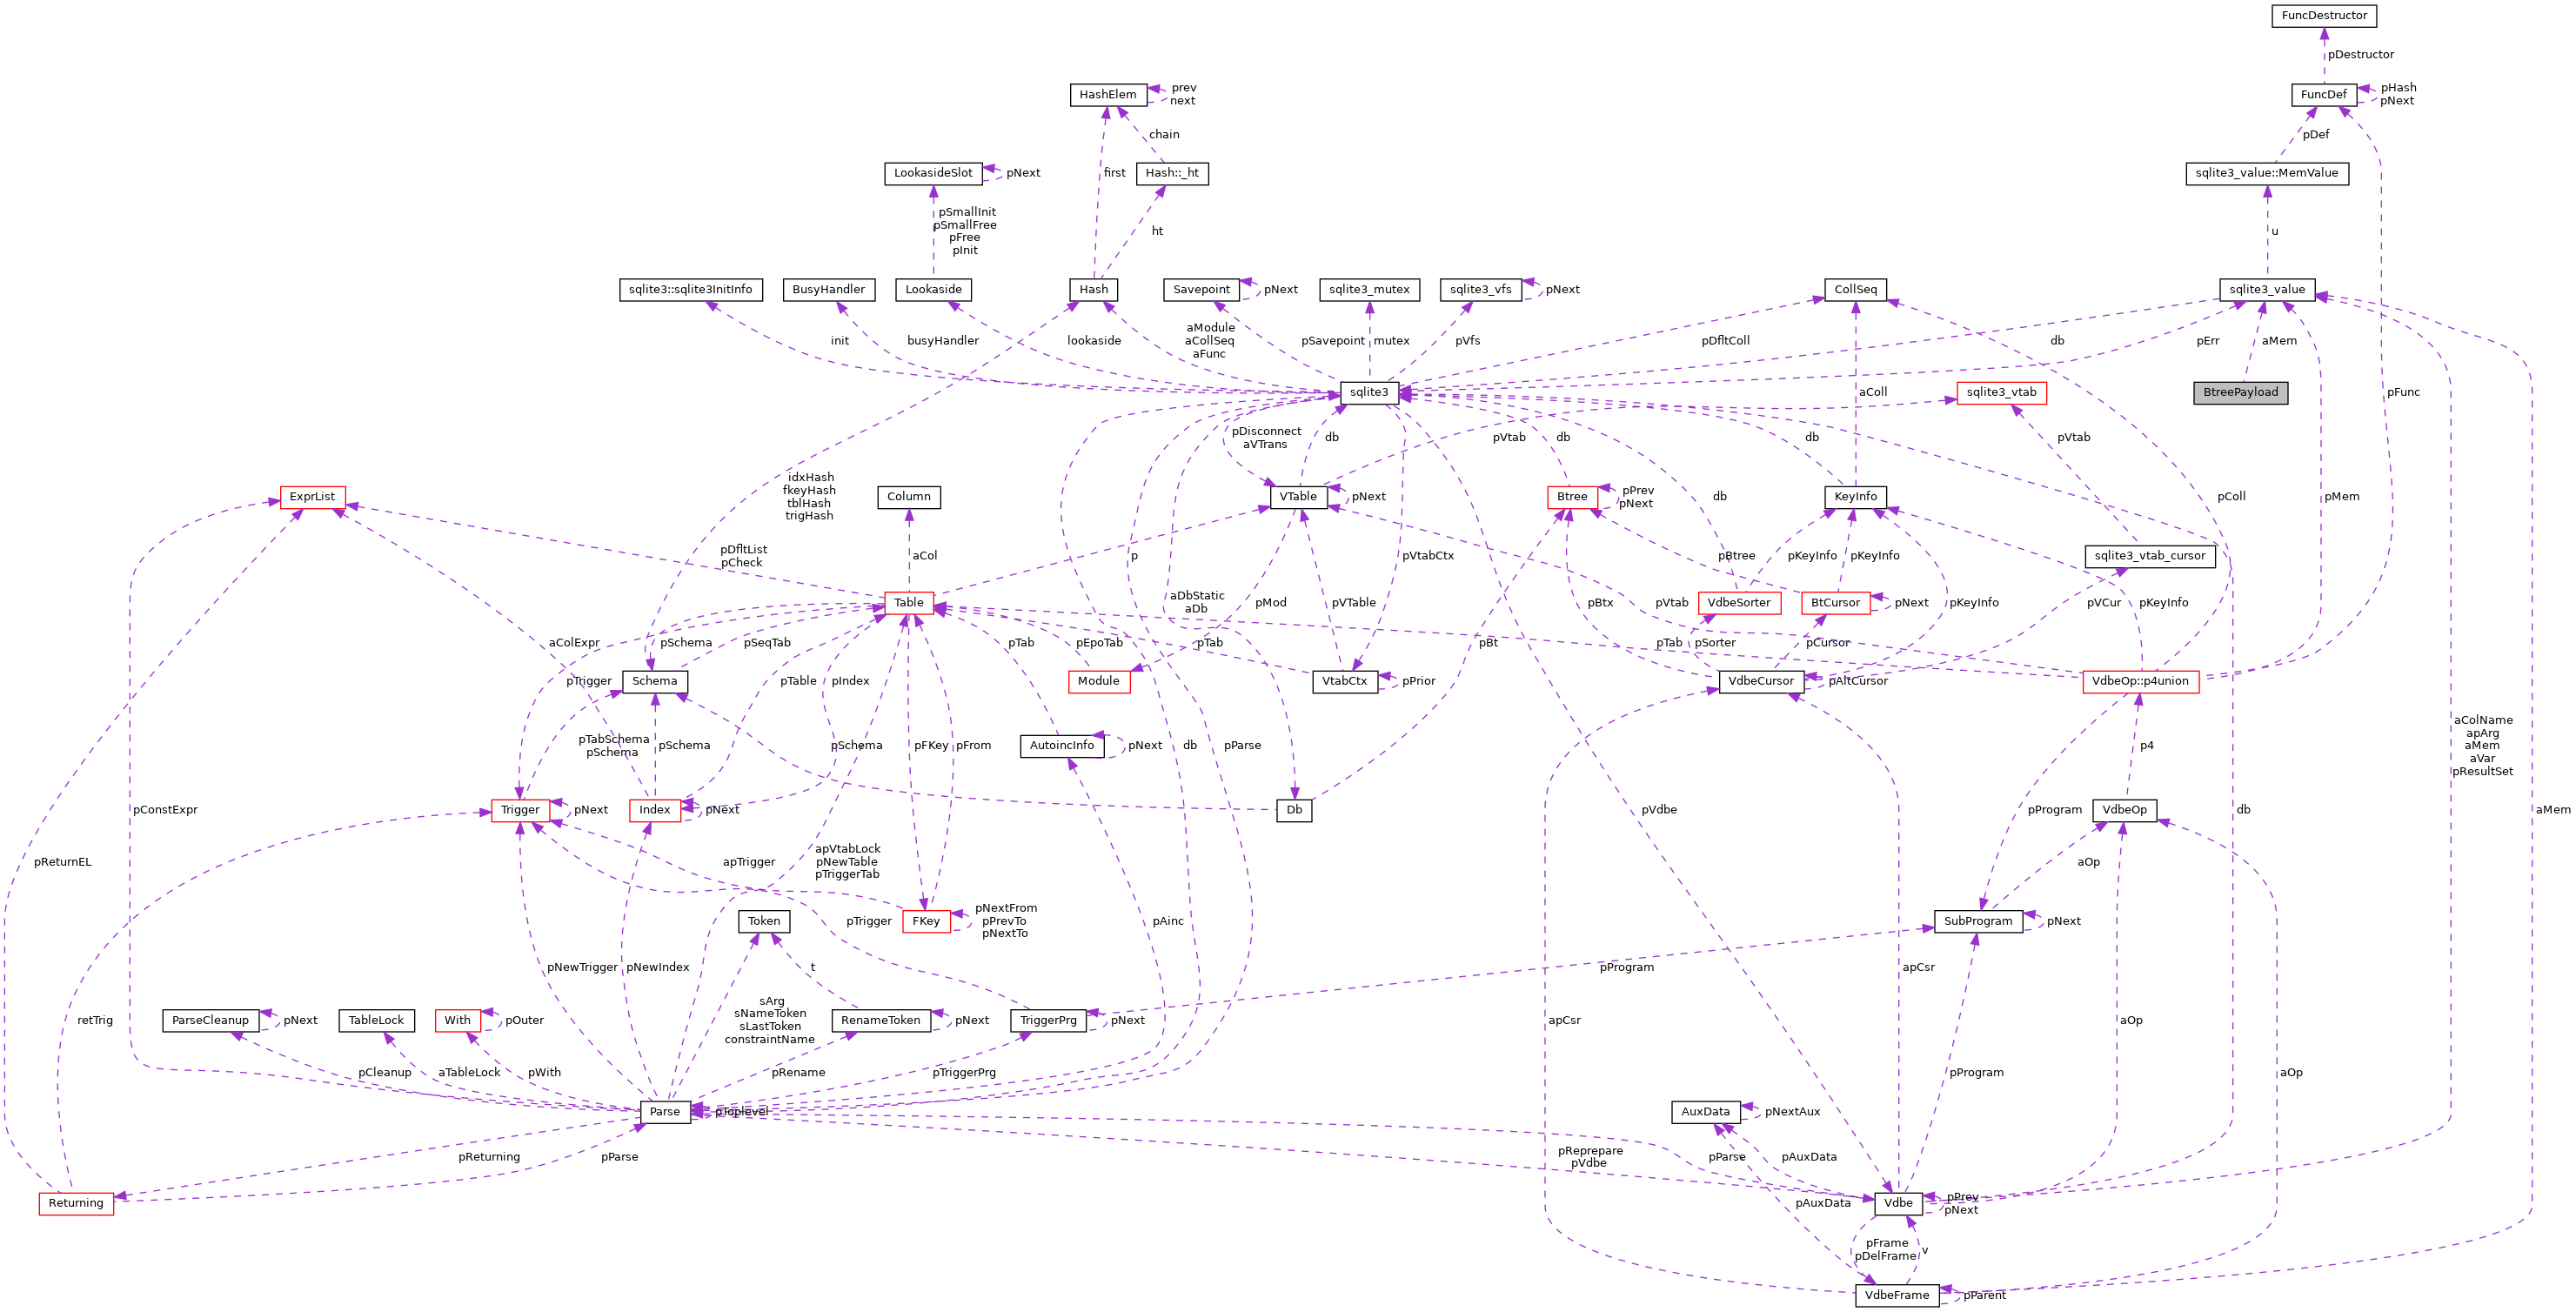 FuncDestructor
pDestructor
HashElem
prev
next
FuncDef
pHash
pNext
chain
pDef
LookasideSlot
pNext
first
Hash::_ht
sqlite3_value::MemValue
pSmallInit
pSmallFree
pFree
pInit
ht
u
sqlite3::sqlite3InitInfo
BusyHandler
Lookaside
Hash
Savepoint
pNext
sqlite3_mutex
sqlite3_vfs
pNext
CollSeq
sqlite3_value
init
busyHandler
lookaside
aModule
aCollSeq
aFunc
pSavepoint
mutex
pVfs
pDfltColl
db
pErr
aMem
sqlite3
aColl
sqlite3_vtab
BtreePayload
pFunc
pDisconnect
aVTrans
db
pVtab
db
db
pVtab
idxHash
fkeyHash
tblHash
trigHash
ExprList
Column
VTable
pNext
Btree
pPrev
pNext
db
KeyInfo
pColl
pMem
pDfltList
pCheck
aCol
p
pVtabCtx
pBtree
pKeyInfo
pKeyInfo
sqlite3_vtab_cursor
Table
aDbStatic
aDb
pMod
pVTable
pBtx
pVtab
VdbeSorter
BtCursor
pNext
pKeyInfo
pVCur
pKeyInfo
aColExpr
pSchema
pSeqTab
pTab
pEpoTab
pTab
pBt
pTab
pSorter
pCursor
pTrigger
Schema
pTable
pIndex
Module
VtabCtx
pPrior
VdbeCursor
pAltCursor
VdbeOp::p4union
pTabSchema
pSchema
pSchema
pSchema
pFKey
pFrom
AutoincInfo
pNext
db
pParse
p4
aColName
apArg
aMem
aVar
pResultSet
pConstExpr
Trigger
pNext
Index
pNext
Db
pVdbe
pProgram
VdbeOp
db
aMem
pReturnEL
apTrigger
apVtabLock
pNewTable
pTriggerTab
aOp
Token
pTrigger
FKey
pNextFrom
pPrevTo
pNextTo
pAinc
SubProgram
pNext
pNewTrigger
pNewIndex
t
pProgram
apCsr
retTrig
ParseCleanup
pNext
TableLock
With
pOuter
sArg
sNameToken
sLastToken
constraintName
RenameToken
pNext
TriggerPrg
pNext
apCsr
aOp
pCleanup
aTableLock
pWith
pRename
pTriggerPrg
pProgram
aOp
Parse
pToplevel
AuxData
pNextAux
pReturning
pParse
pReprepare
pVdbe
pParse
pAuxData
Returning
pAuxData
Vdbe
pPrev
pNext
pFrame
pDelFrame
v
VdbeFrame
pParent